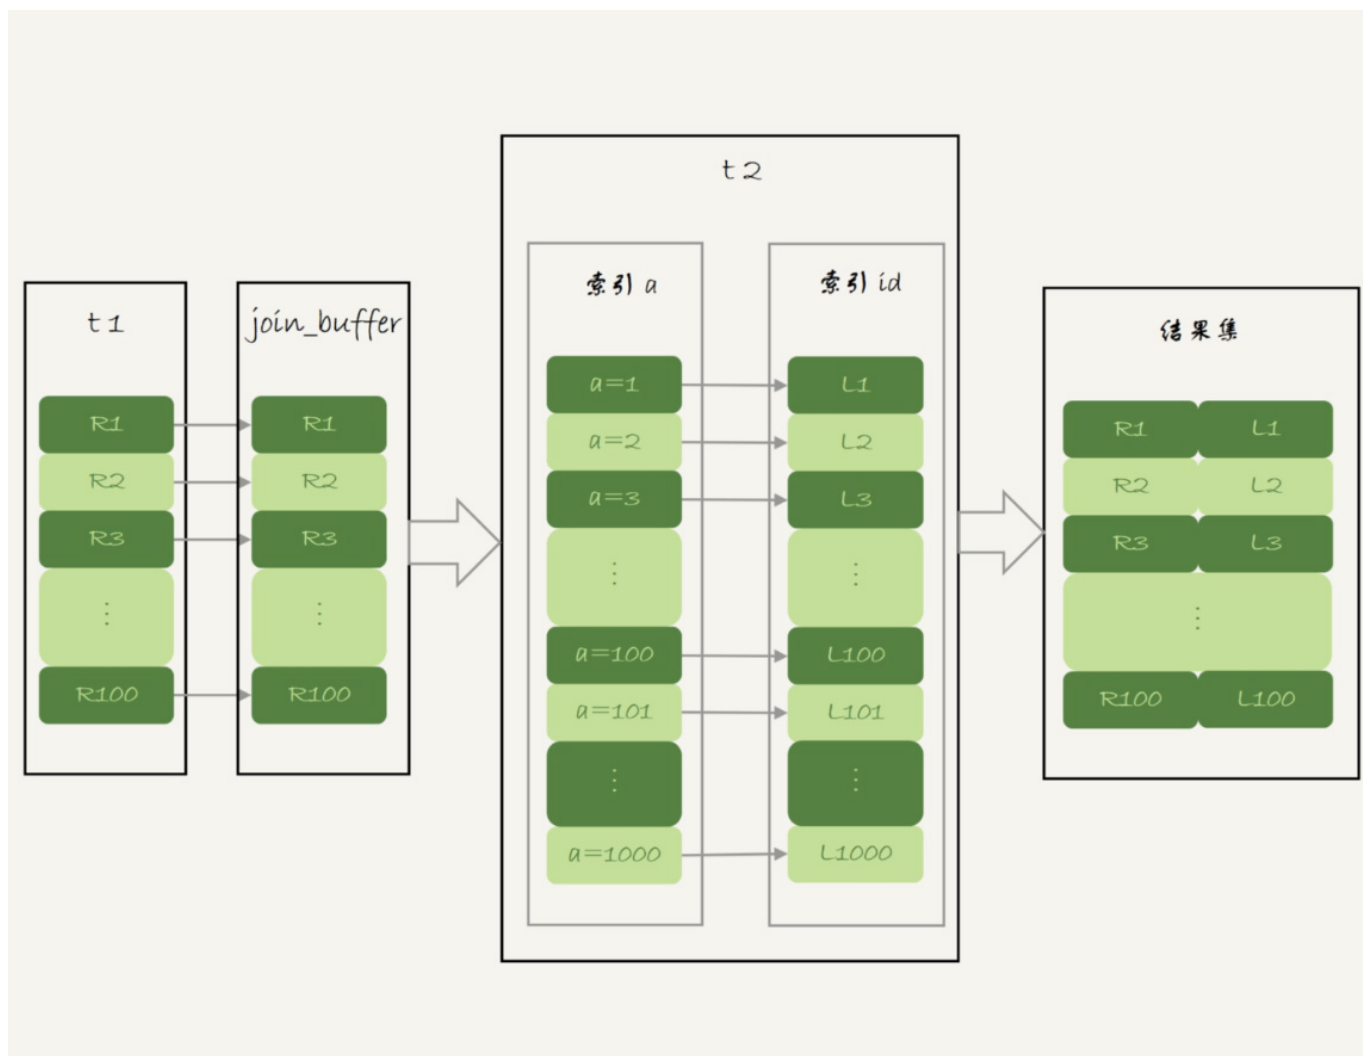 t1
R1
R2
R3
⋮
R100
join_buffer
R1
R2
R3
⋮
R100
t2
索引 a
a=1
a=2
a=3
⋮
a=100
a=101
⋮
a=1000
索引 id
L1
L2
L3
⋮
L100
L101
⋮
L1000
结果集
R1 L1
R2 L2
R3 L3
⋮
R100 L100